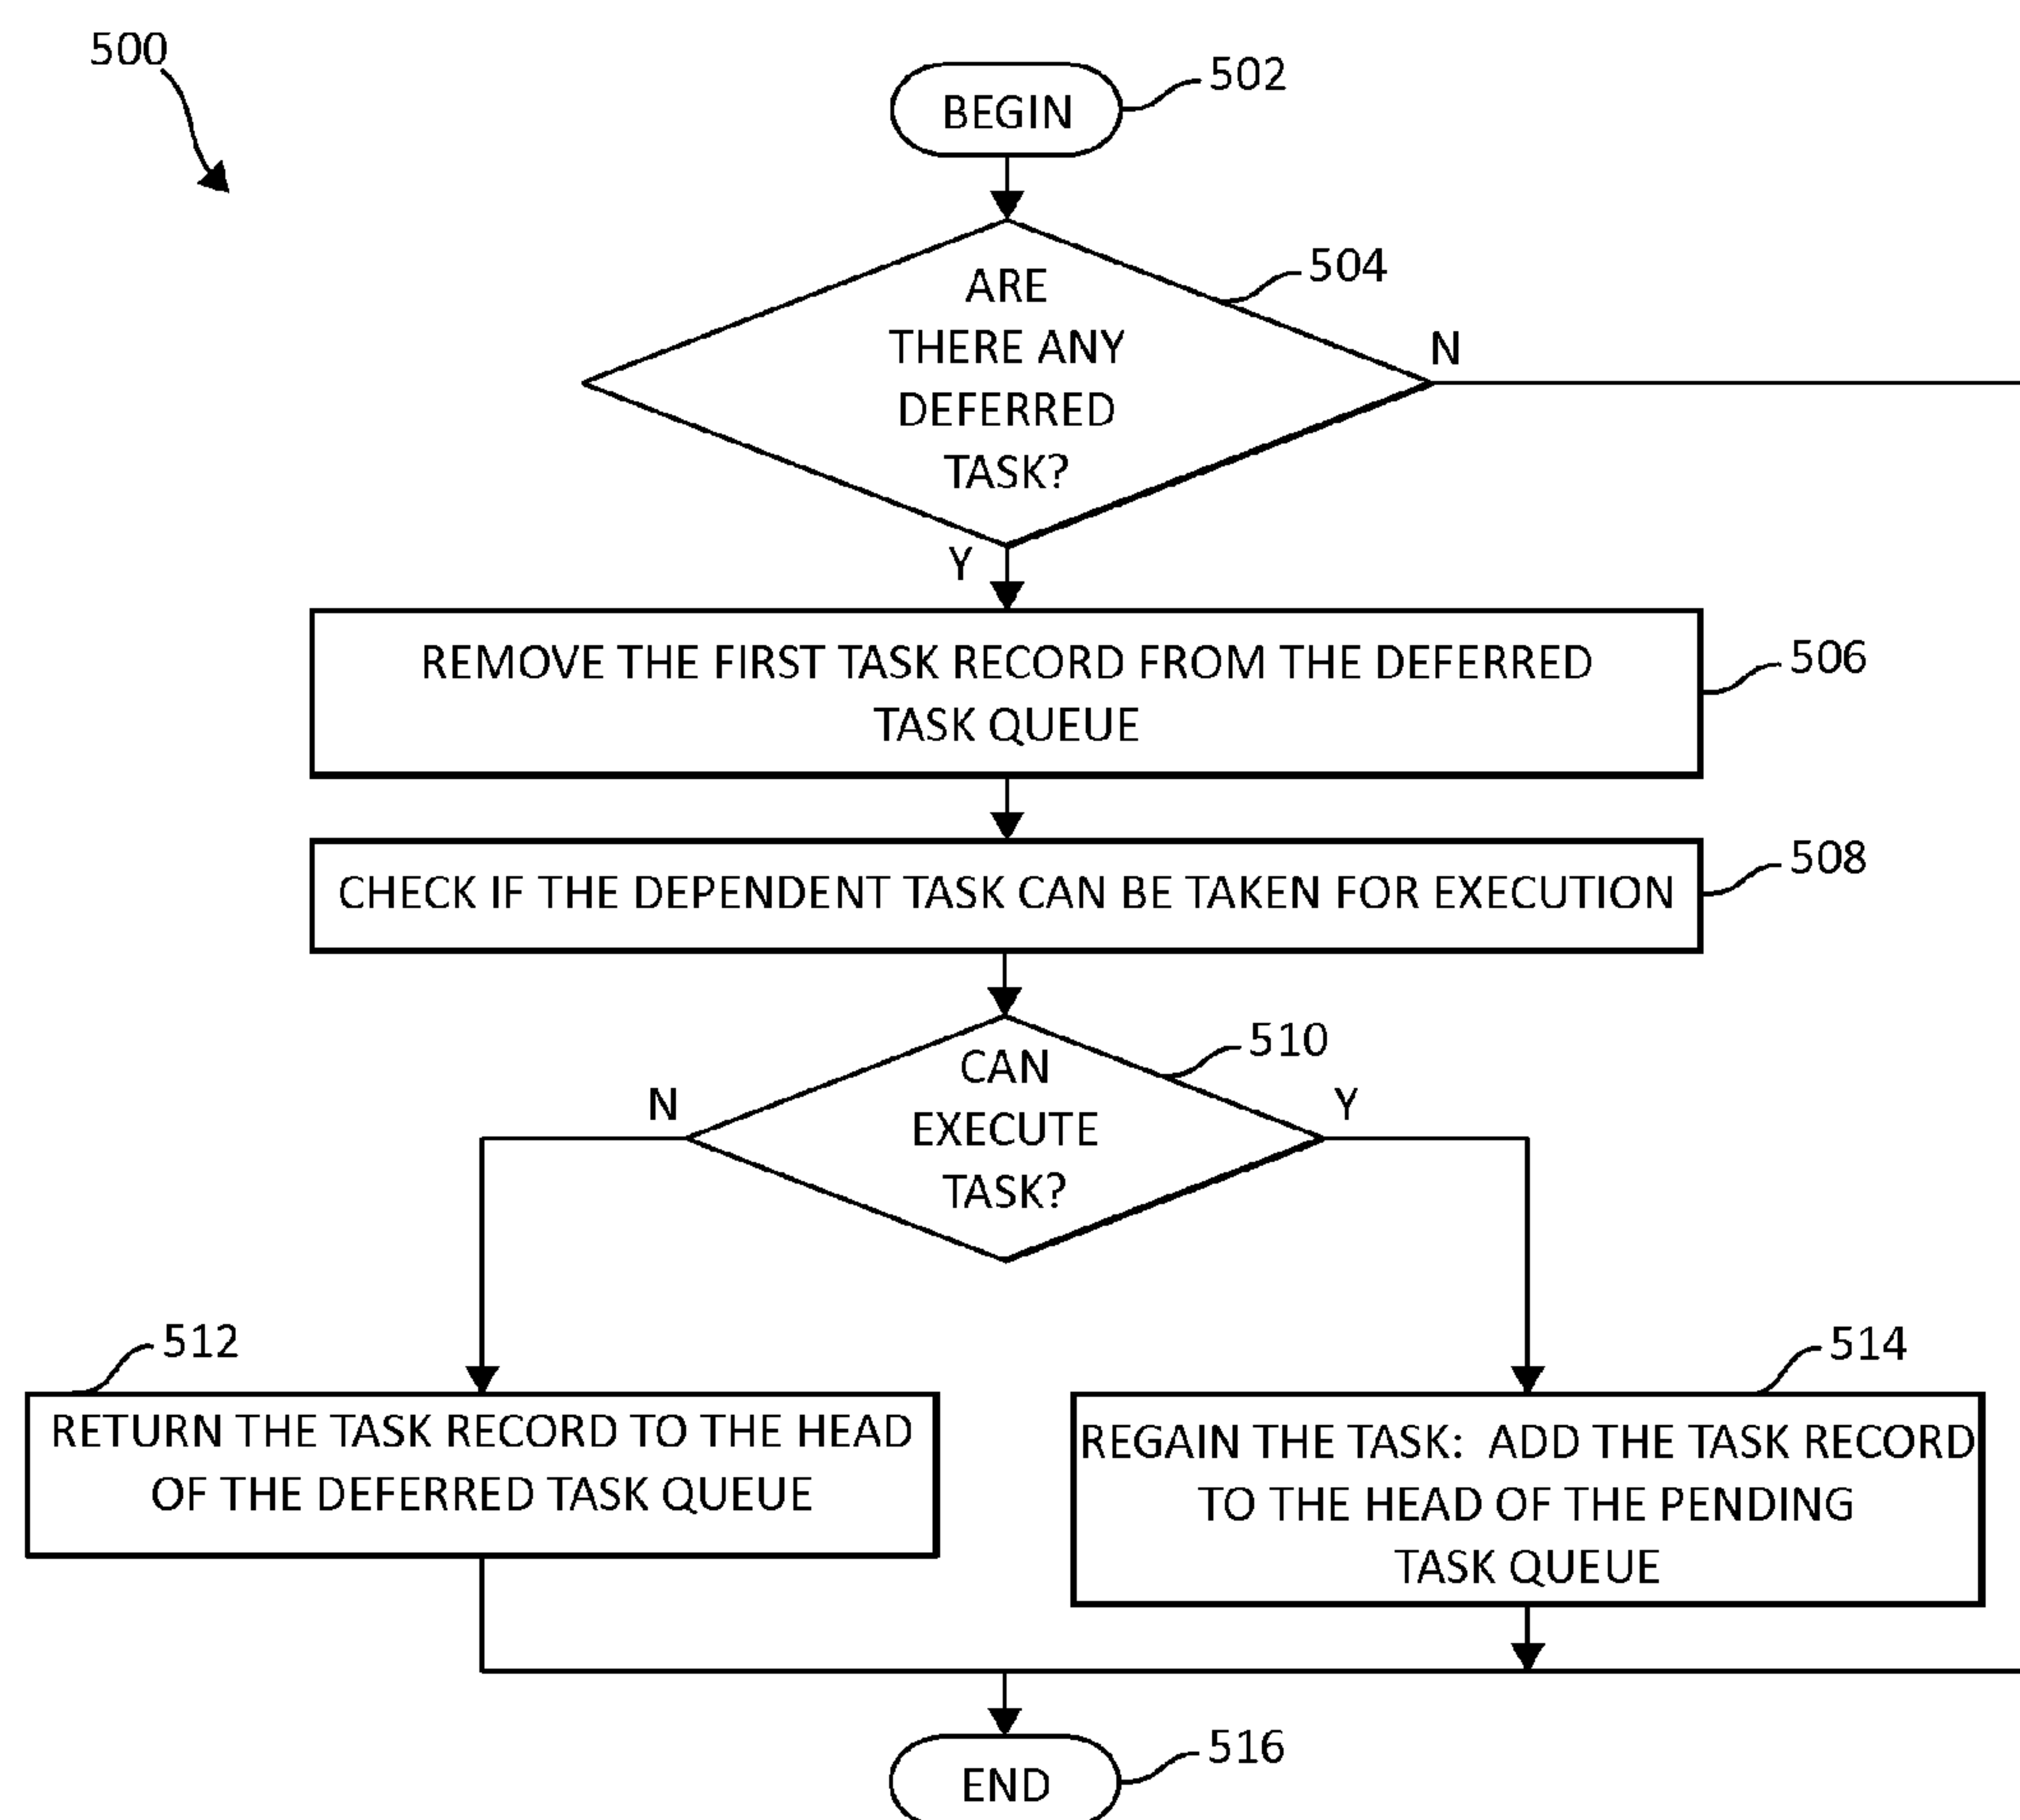 500
BEGIN
502
ARE
THERE ANY
DEFERRED
TASK?
504
N
Y
REMOVE THE FIRST TASK RECORD FROM THE DEFERRED
TASK QUEUE
506
CHECK IF THE DEPENDENT TASK CAN BE TAKEN FOR EXECUTION
508
CAN
EXECUTE
TASK?
510
N
Y
512
RETURN THE TASK RECORD TO THE HEAD
OF THE DEFERRED TASK QUEUE
514
REGAIN THE TASK: ADD THE TASK RECORD
TO THE HEAD OF THE PENDING
TASK QUEUE
END
516